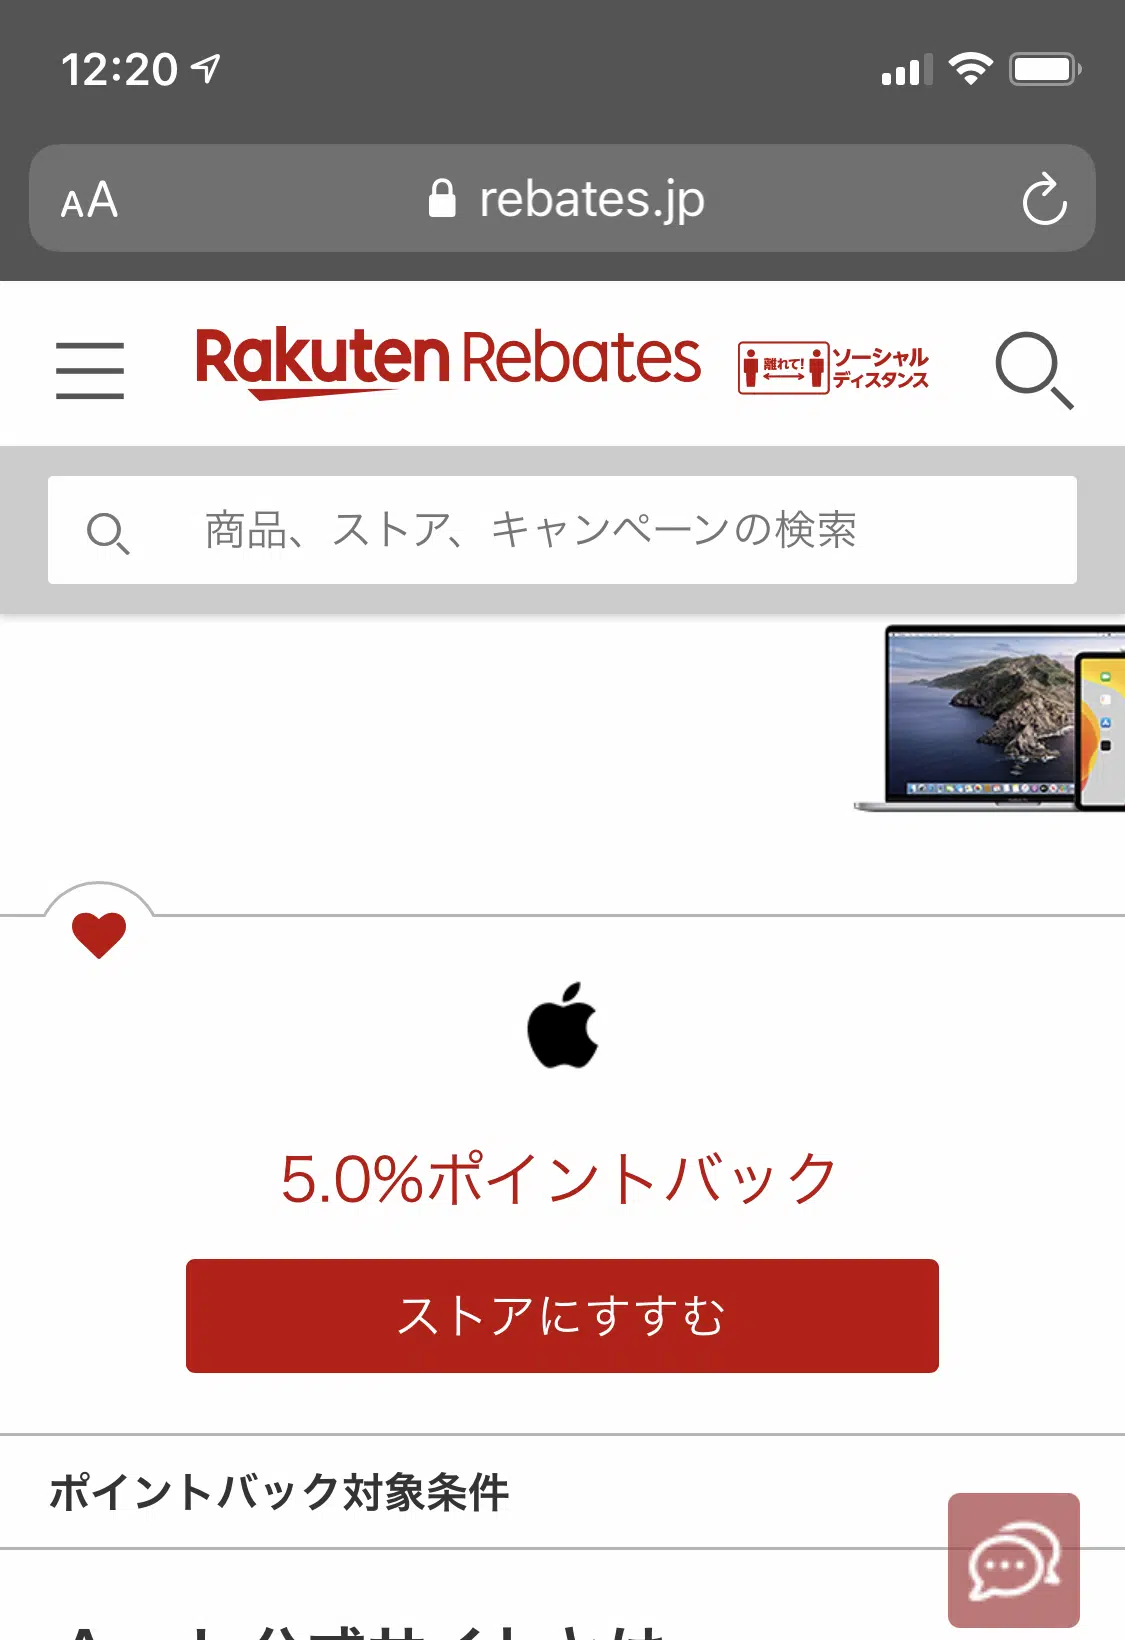 12:20
AA
rebates.jp
Rakuten Rebates
離れて!
ソーシャル
ディスタンス
商品、ストア、キャンペーンの検索
5.0%ポイントバック
ストアにすすむ
ポイントバック対象条件